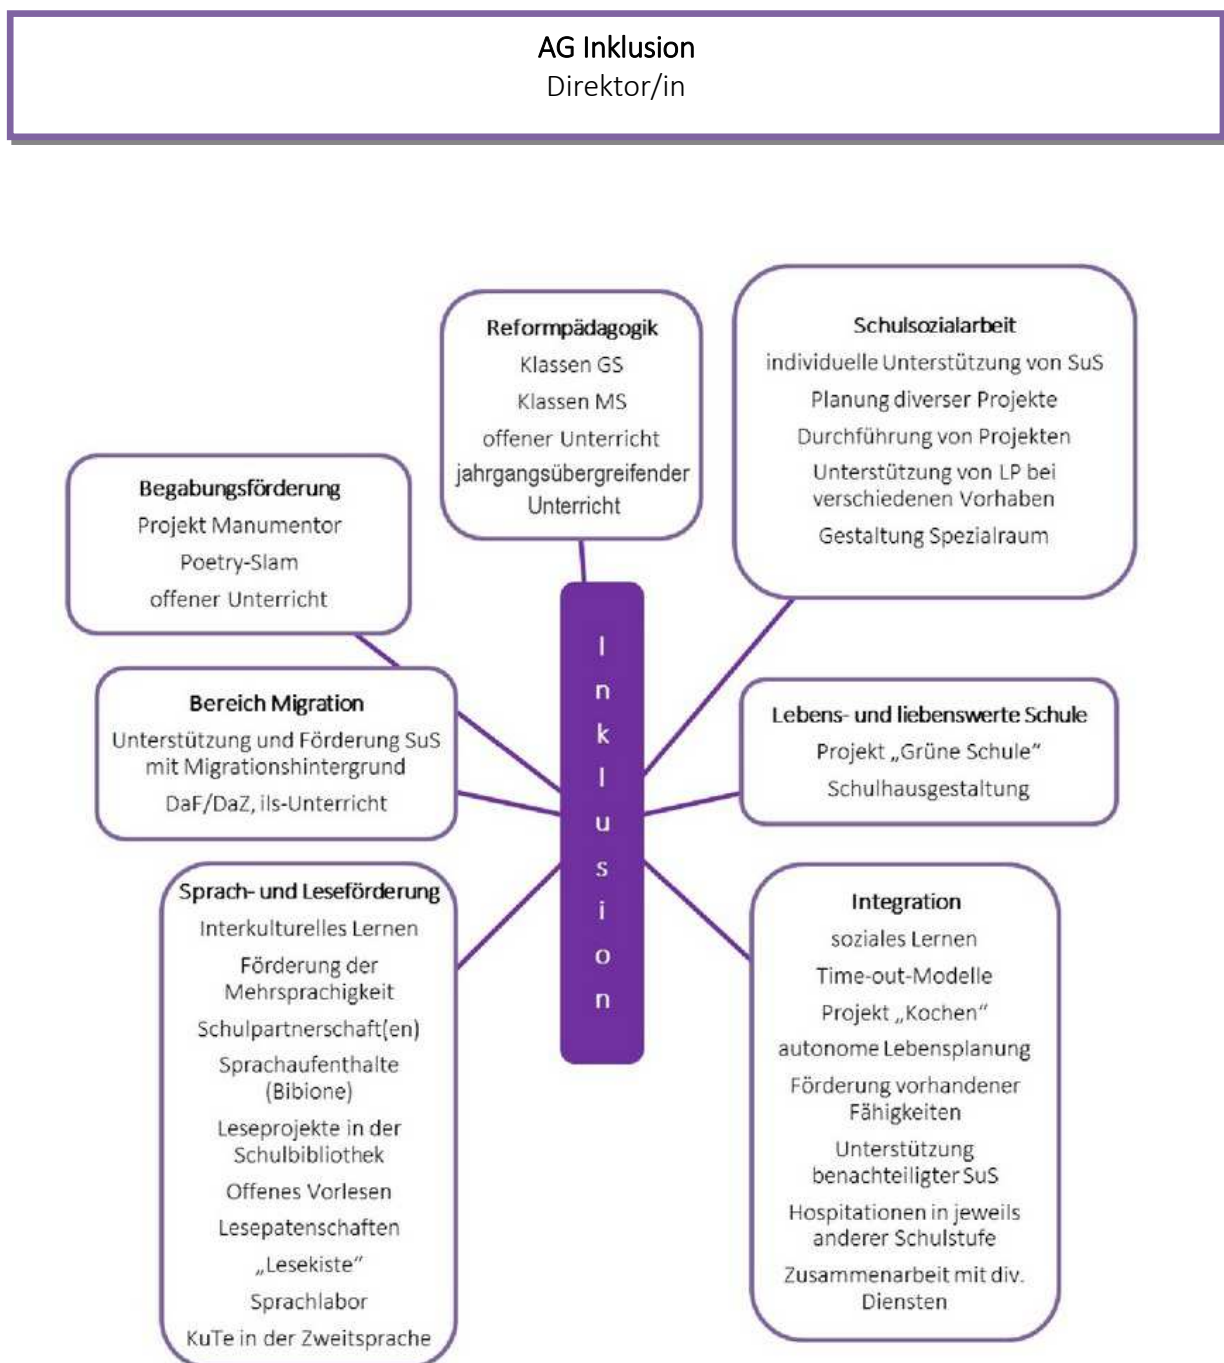 AG Inklusion
Direktor/in
Reformpädagogik
Klassen GS
Klassen MS
offener Unterricht
jahrgangsübergreifender
Unterricht
Schulsozialarbeit
individuelle Unterstützung von SuS
Planung diverser Projekte
Durchführung von Projekten
Unterstützung von LP bei
verschiedenen Vorhaben
Gestaltung Spezialraum
Begabungsförderung
Projekt Manumentor
Poetry-Slam
offener Unterricht
Inklusion
Bereich Migration
Unterstützung und Förderung SuS
mit Migrationshintergrund
DaF/DaZ, ils-Unterricht
Lebens- und liebenswerte Schule
Projekt „Grüne Schule“
Schulhausgestaltung
Sprach- und Leseförderung
Interkulturelles Lernen
Förderung der
Mehrsprachigkeit
Schulpartnerschaft(en)
Sprachaufenthalte
(Bibione)
Leseprojekte in der
Schulbibliothek
Offenes Vorlesen
Lesepatenschaften
„Lesekiste“
Sprachlabor
KuTe in der Zweitsprache
Integration
soziales Lernen
Time-out-Modelle
Projekt „Kochen“
autonome Lebensplanung
Förderung vorhandener
Fähigkeiten
Unterstützung
benachteiligter SuS
Hospitationen in jeweils
anderer Schulstufe
Zusammenarbeit mit div.
Diensten